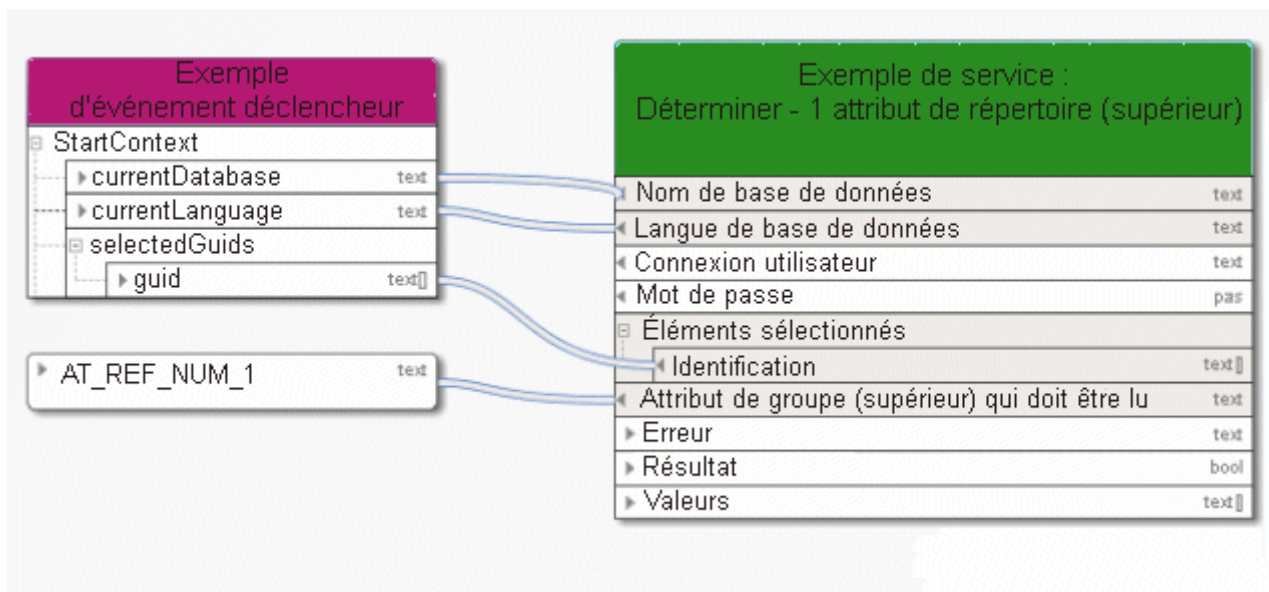 Exemple
d'événement déclencheur
StartContext
currentDatabase text
currentLanguage text
selectedGuids
guid text[]
AT_REF_NUM_1 text
Exemple de service :
Déterminer - 1 attribut de répertoire (supérieur)
Nom de base de données text
Langue de base de données text
Connexion utilisateur text
Mot de passe pas
Éléments sélectionnés
Identification text[]
Attribut de groupe (supérieur) qui doit être lu text
Erreur text
Résultat bool
Valeurs text[]